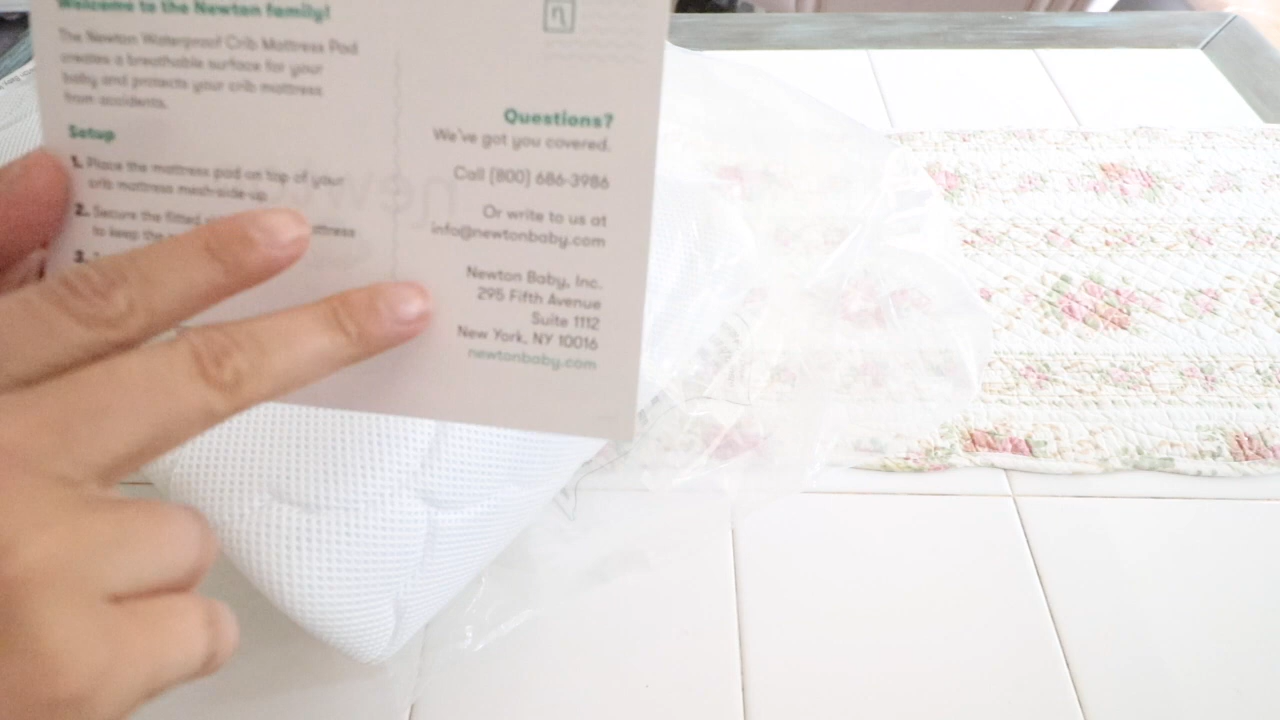 Welcome to the Newton family!
The Newton Waterproof Crib Mattress Pad
creates a breathable surface for your
baby and protects your crib mattress
from accidents.
Setup
1. Place the mattress pad on top of your
crib mattress mesh-side-up
2. Secure the fitted
to keep the
3.
n
Questions?
We've got you covered.
Call (800) 686-3986
Or write to us at
info@newtonbaby.com
Newton Baby, Inc.
295 Fifth Avenue
Suite 1112
New York, NY 10016
newtonbaby.com